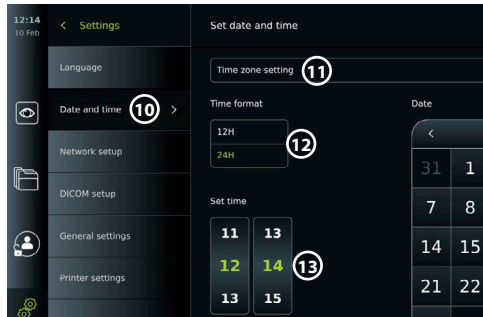 12:14
10 Feb
Settings
Set date and time
Language
Time zone setting 11
Date and time 10
Time format
Date
12H
24H
12
Network setup
31 1
DICOM setup
Set time
7 8
General settings
11 13
14 15
12 14 13
Printer settings
21 22
13 15